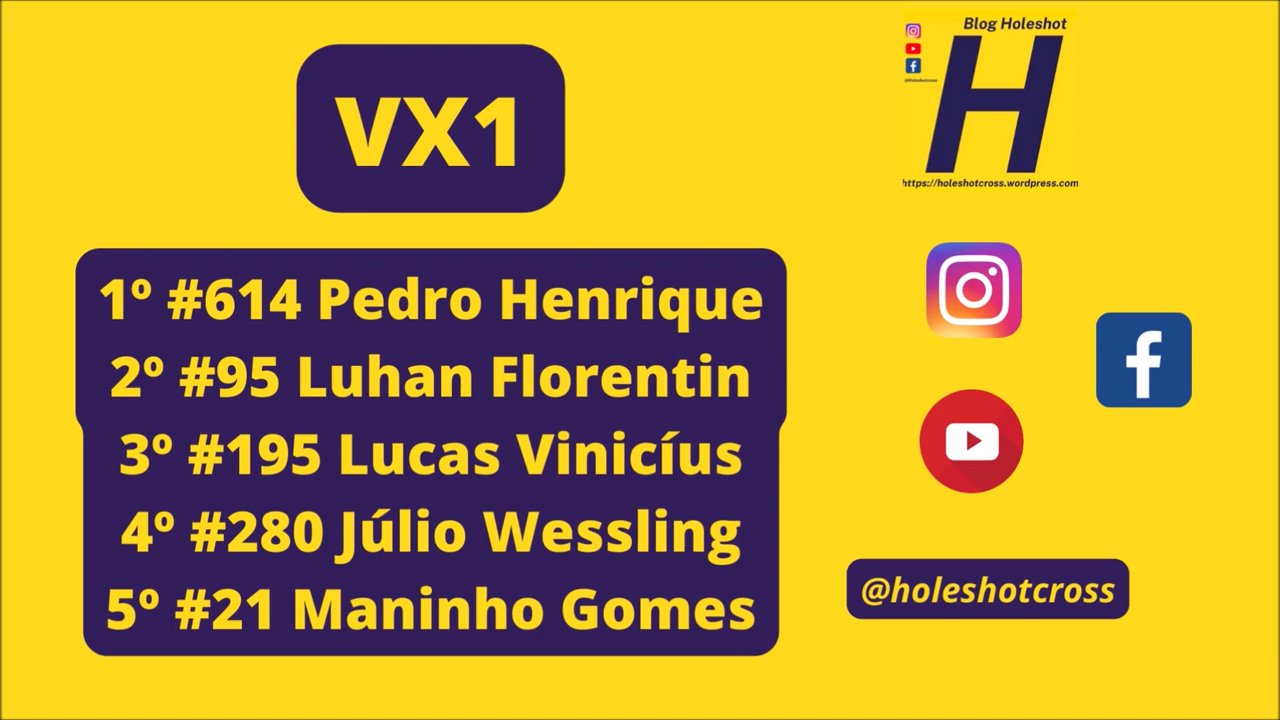 VX1
1º #614 Pedro Henrique
2º #95 Luhan Florentin
3º #195 Lucas Vinicíus
4º #280 Júlio Wessling
5º #21 Maninho Gomes
Blog Holeshot
@holeshotcross
H
https://holeshotcross.wordpress.com
@holeshotcross